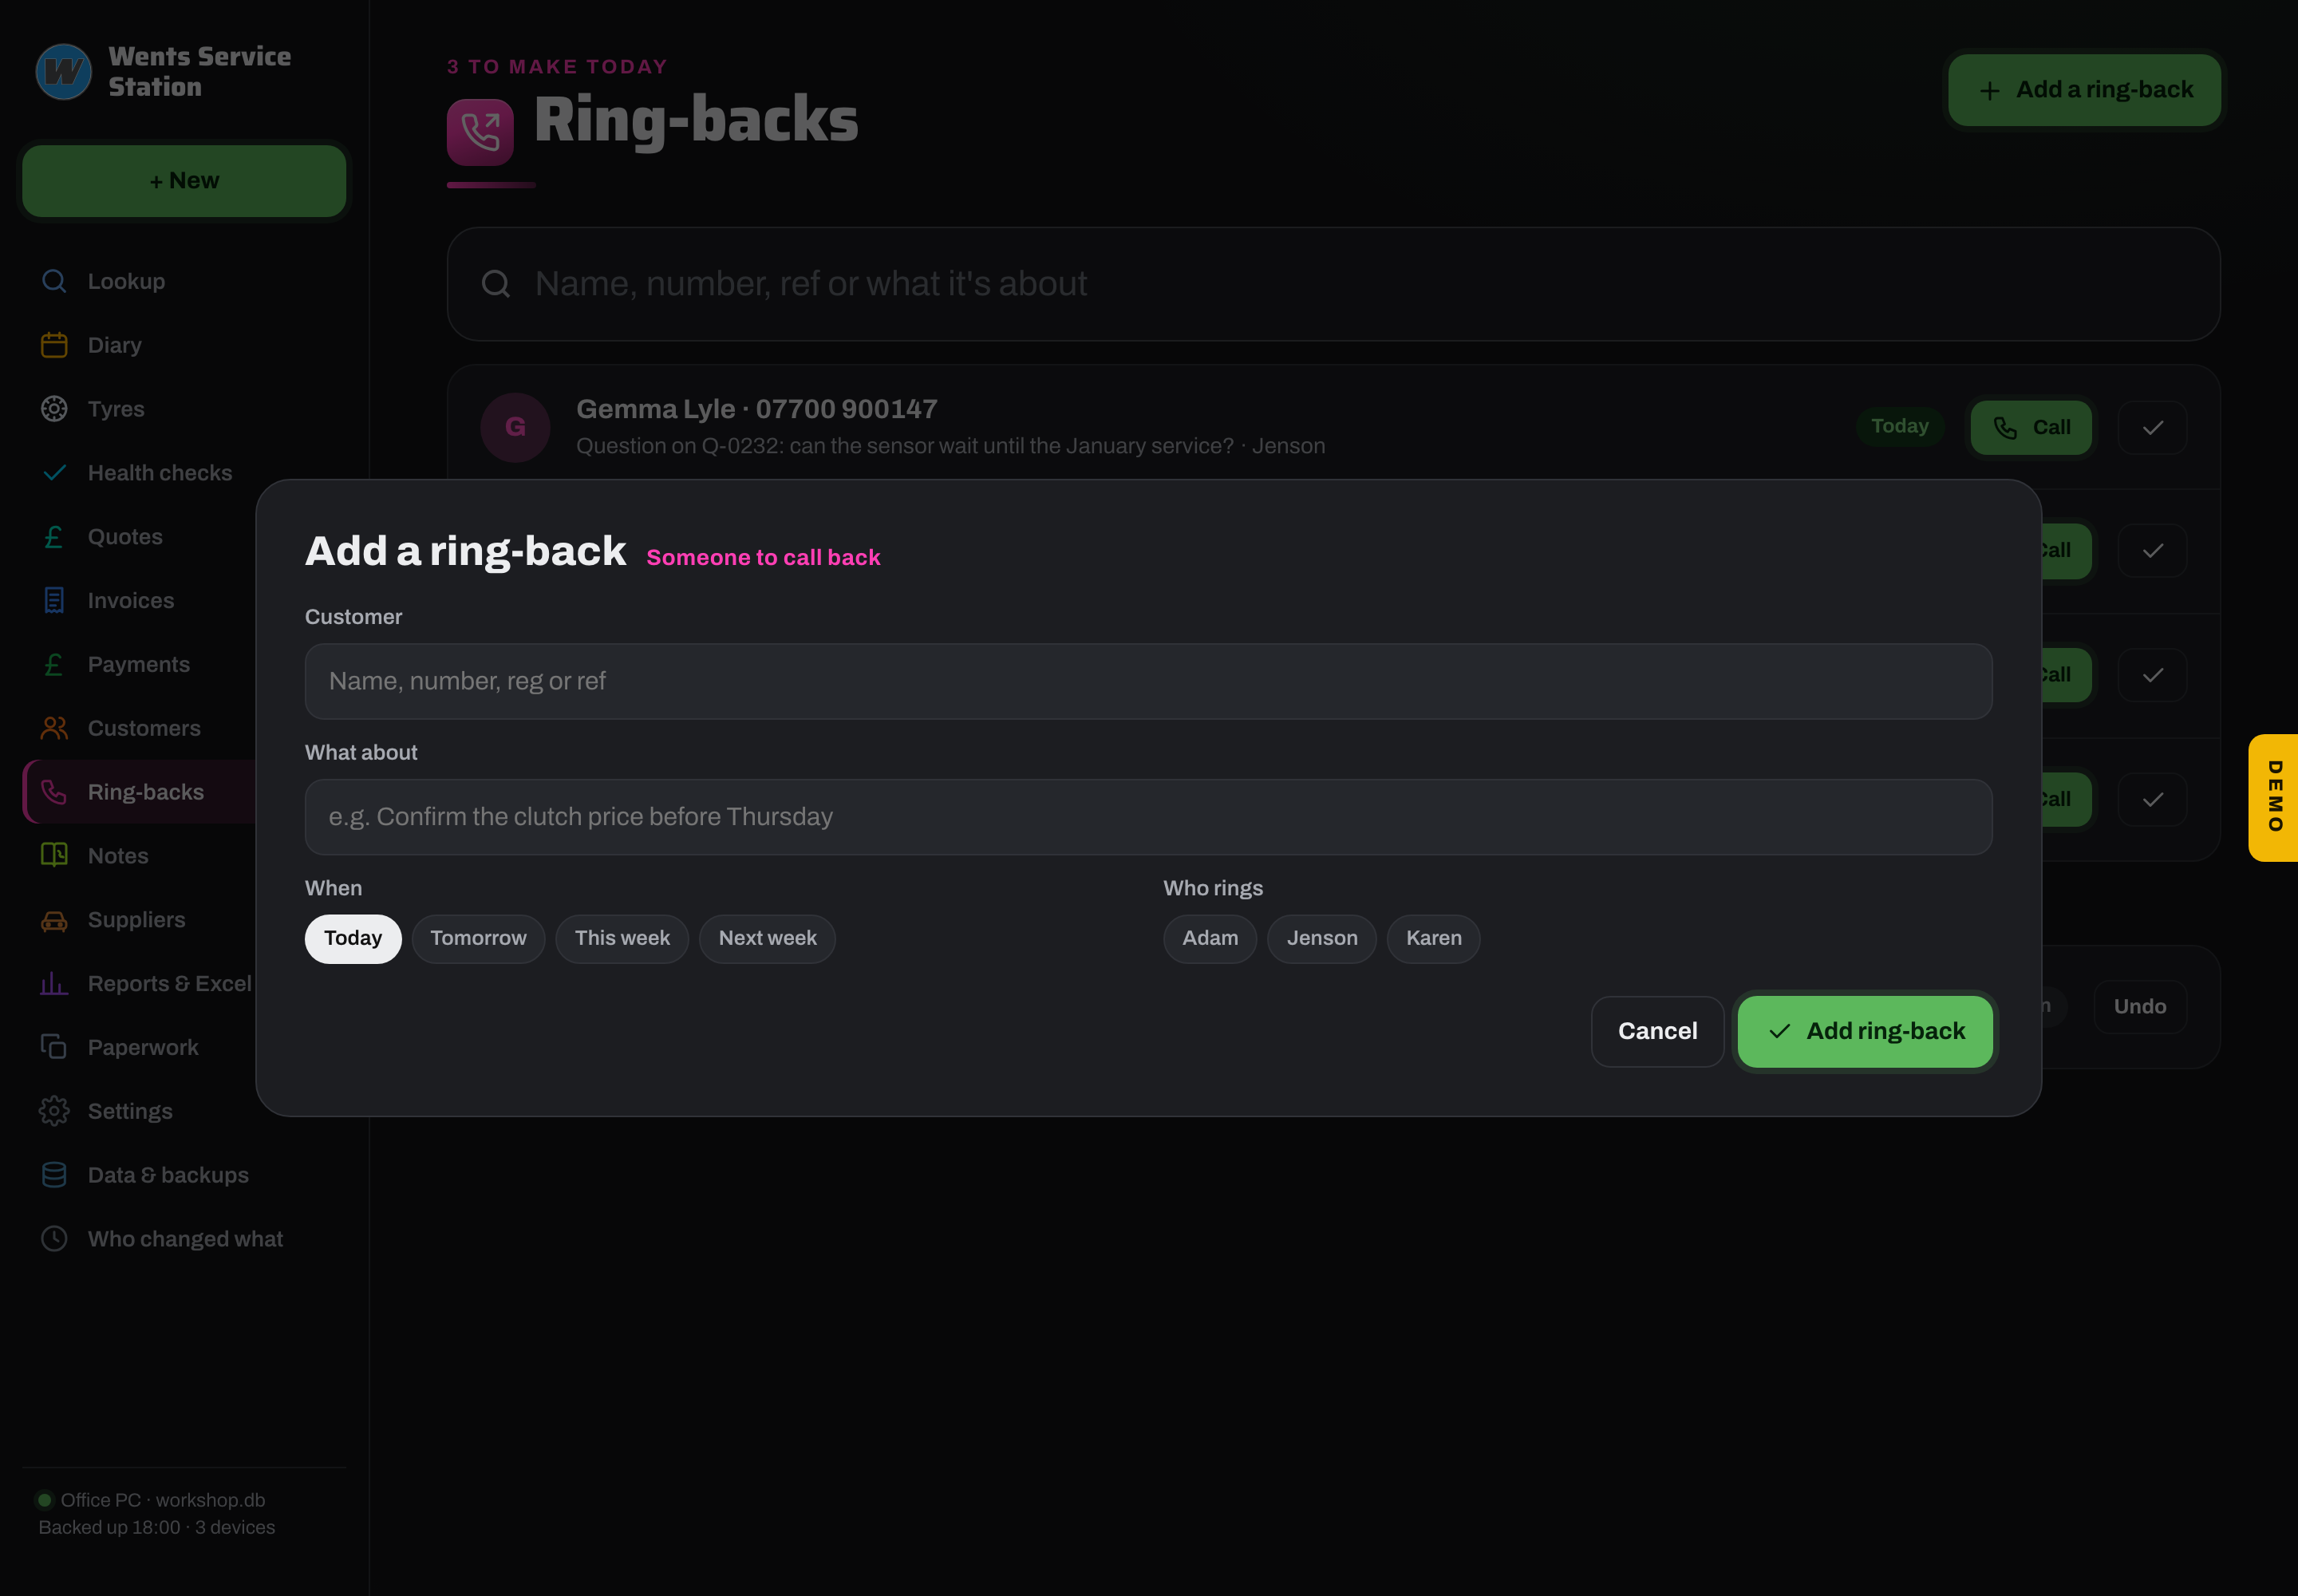 Wents Service
Station
+ New
Lookup
Diary
Tyres
Health checks
Quotes
Invoices
Payments
Customers
Ring-backs
Notes
Suppliers
Reports & Excel
Paperwork
Settings
Data & backups
Who changed what
Office PC · workshop.db
Backed up 18:00 · 3 devices
3 TO MAKE TODAY
Ring-backs
Add a ring-back
Name, number, ref or what it's about
G
Gemma Lyle · 07700 900147
Question on Q-0232: can the sensor wait until the January service? · Jenson
Today
Call
Add a ring-back Someone to call back
Customer
Name, number, reg or ref
What about
e.g. Confirm the clutch price before Thursday
When
Today Tomorrow This week Next week
Who rings
Adam Jenson Karen
Cancel
Add ring-back
Undo
DEMO